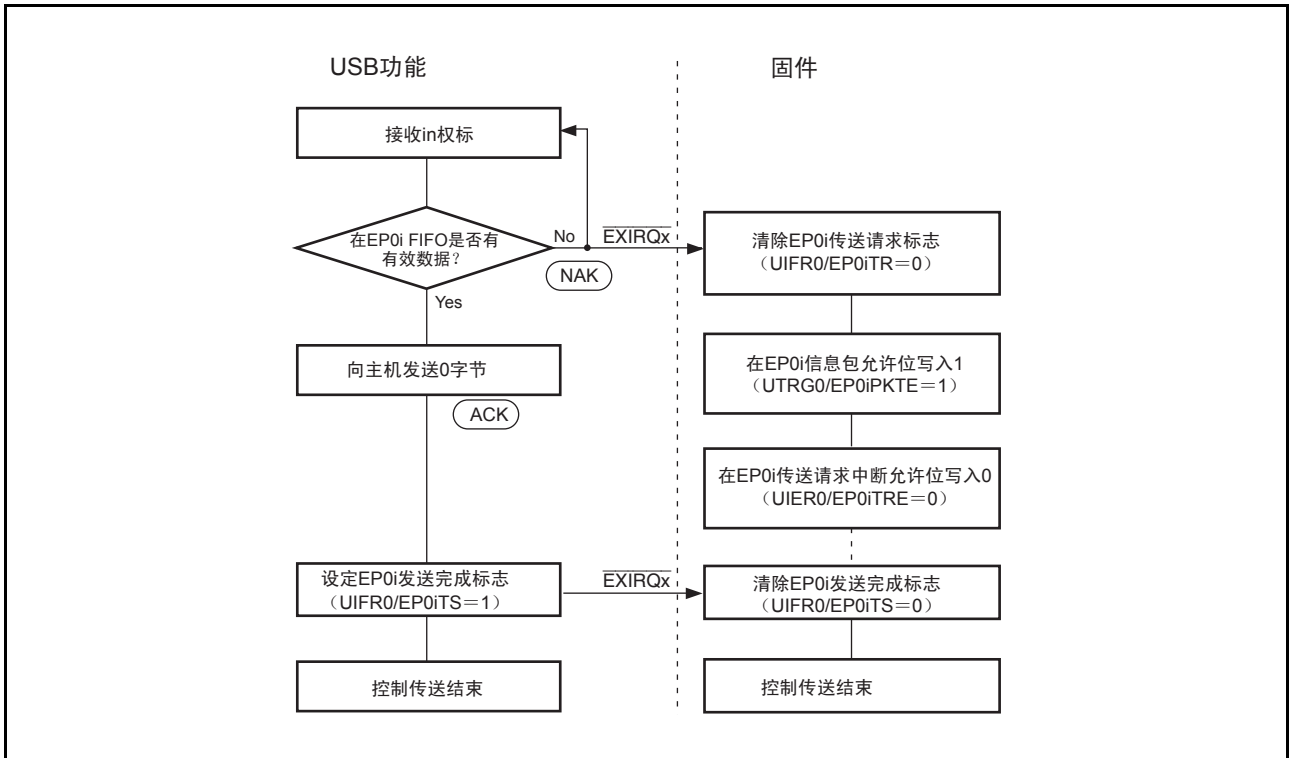 USB功能
固件
接收in权标
在EP0i FIFO是否有
有效数据？
No
EXIRQx
NAK
Yes
清除EP0i传送请求标志
（UIFR0/EP0iTR＝0）
向主机发送0字节
ACK
在EP0i信息包允许位写入1
（UTRG0/EP0iPKTE＝1）
在EP0i传送请求中断允许位写入0
（UIER0/EP0iTRE＝0）
设定EP0i发送完成标志
（UIFR0/EP0iTS＝1）
EXIRQx
清除EP0i发送完成标志
（UIFR0/EP0iTS＝0）
控制传送结束
控制传送结束